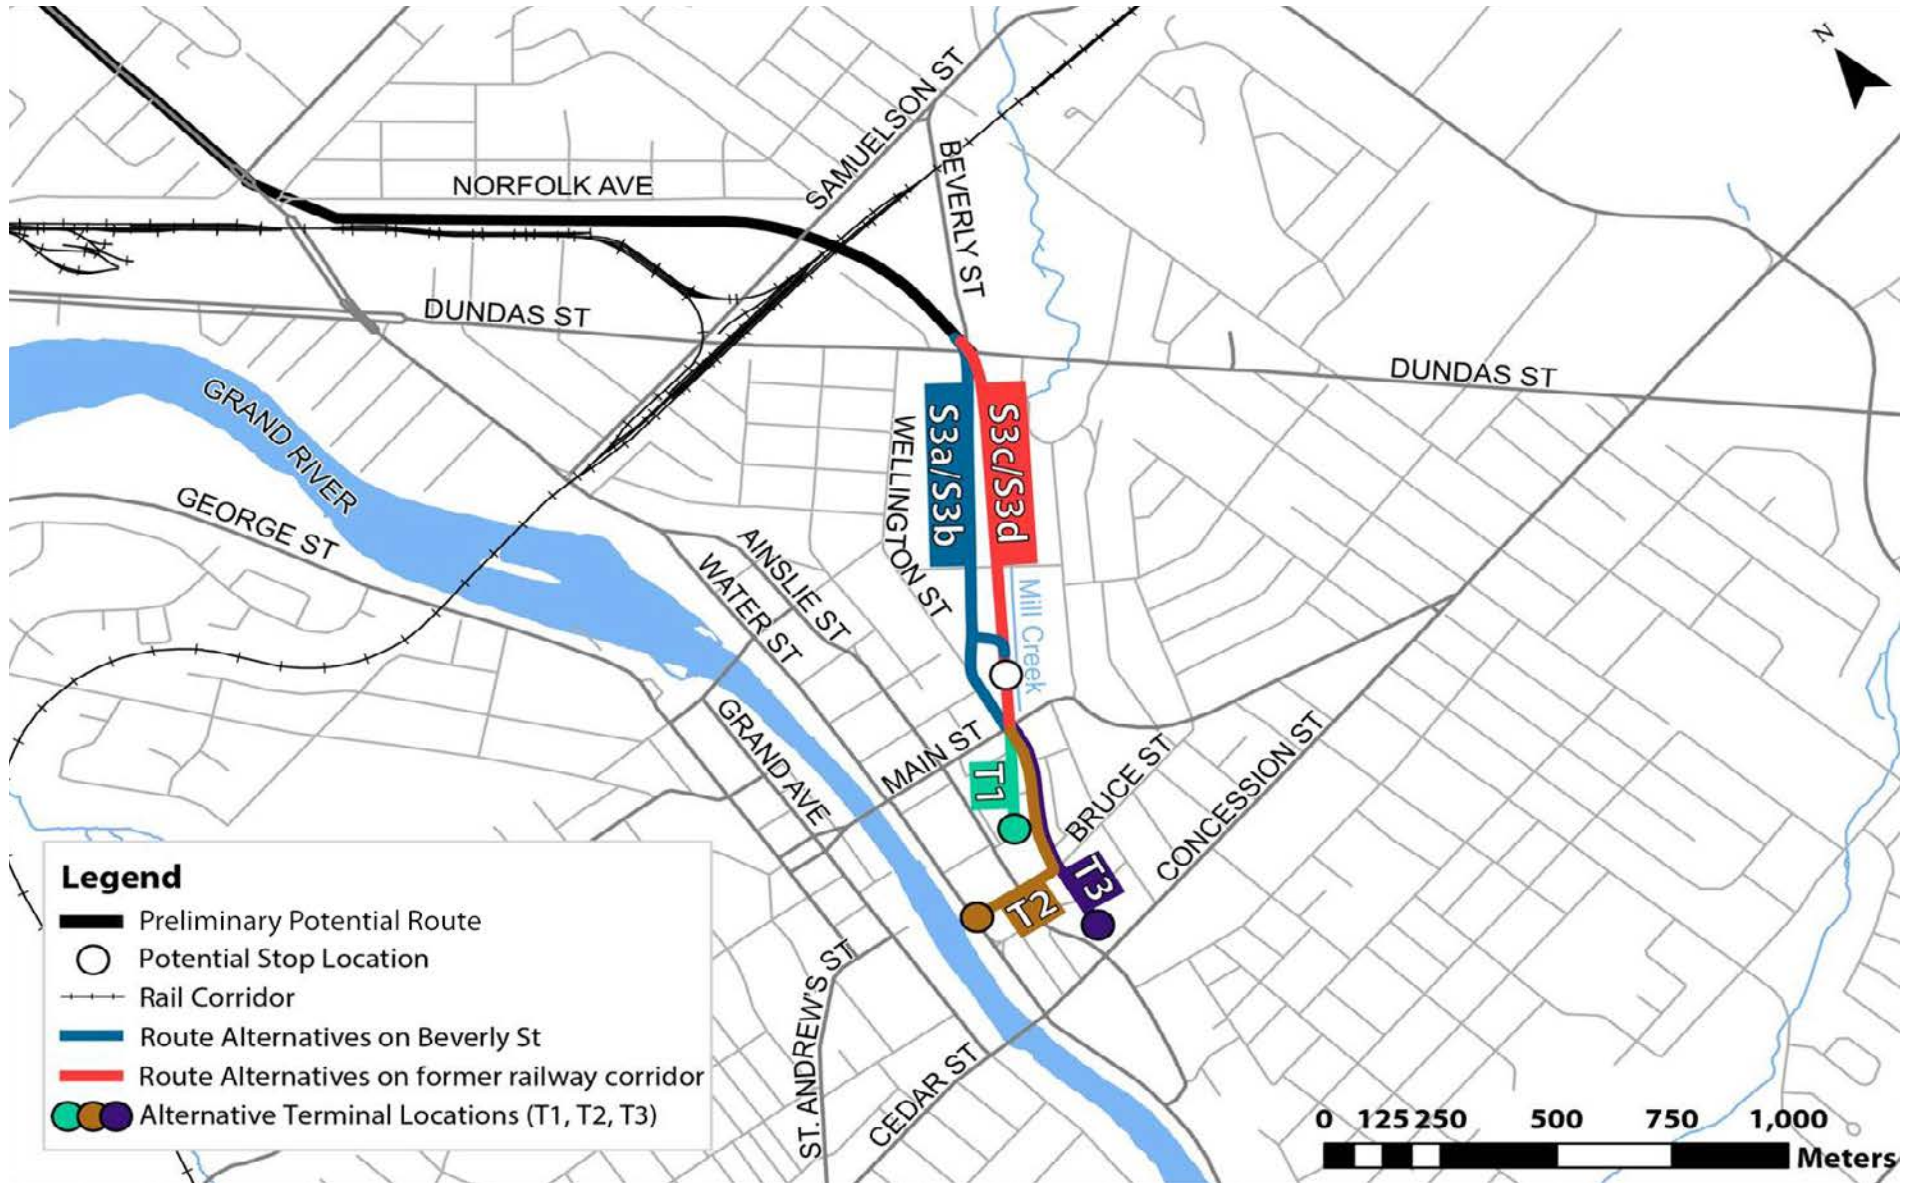 N
SAMUELSON ST
NORFOLK AVE
BEVERLY ST
DUNDAS ST
DUNDAS ST
GRAND RIVER
GEORGE ST
WELLINGTON ST
S3a/S3b
S3c/S3d
AINSLIE ST
WATER ST
Mill Creek
GRAND AVE
MAIN ST
T1
BRUCE ST
CONCESSION ST
T3
T2
ST. ANDREW'S ST
CEDAR ST
Legend
Preliminary Potential Route
Potential Stop Location
Rail Corridor
Route Alternatives on Beverly St
Route Alternatives on former railway corridor
Alternative Terminal Locations (T1, T2, T3)
0 125 250 500 750 1,000
Meters